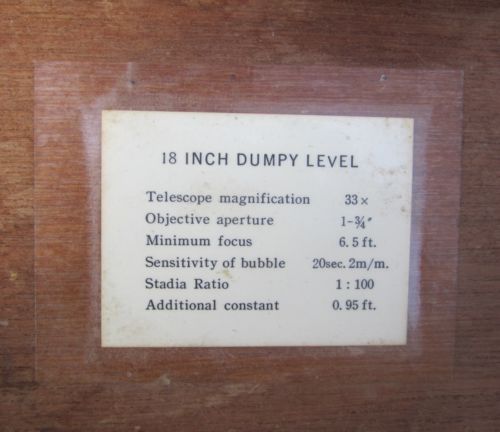 18 INCH DUMPY LEVEL
Telescope magnification 33×
Objective aperture 1-¾″
Minimum focus 6.5 ft.
Sensitivity of bubble 20sec. 2m/m.
Stadia Ratio 1 : 100
Additional constant 0.95 ft.